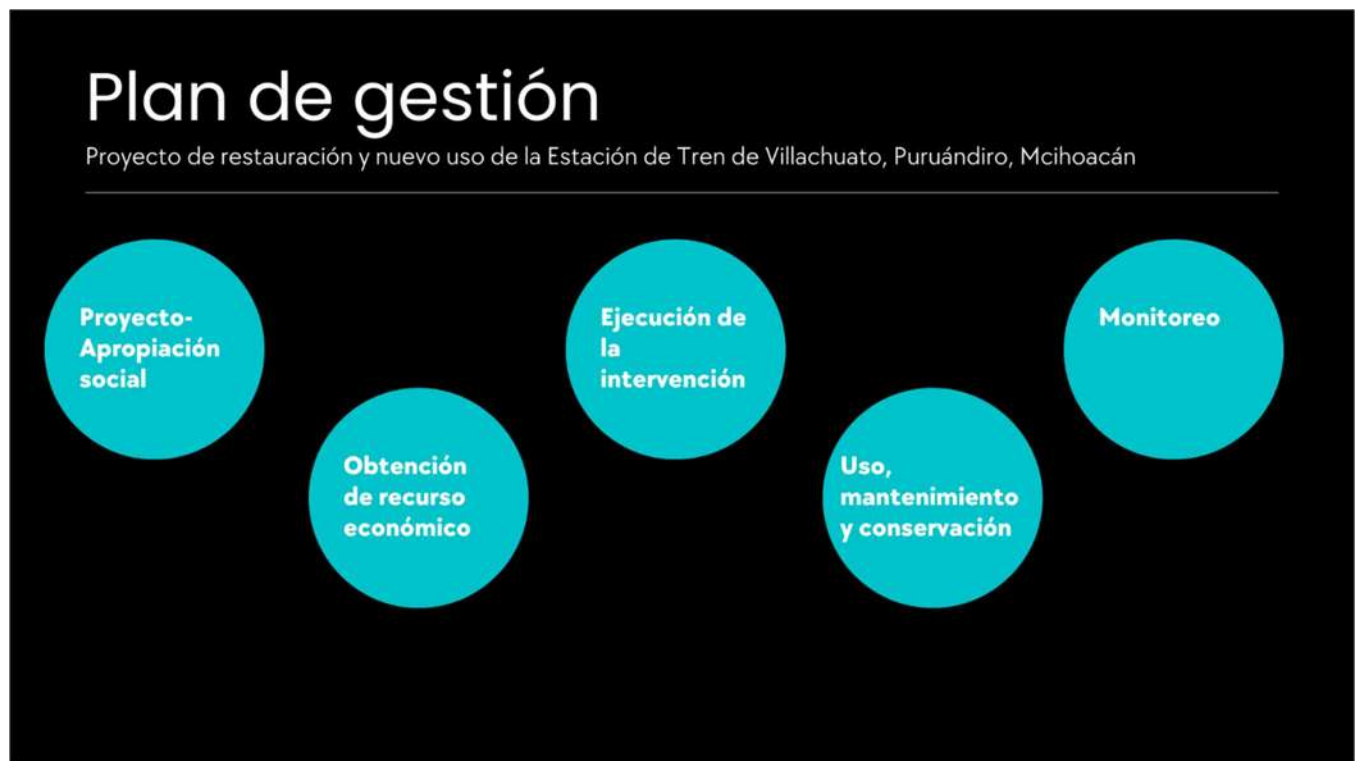 Plan de gestión
Proyecto de restauración y nuevo uso de la Estación de Tren de Villachuato, Puruándiro, Mcihoacán
Proyecto-
Apropiación
social
Obtención
de recurso
económico
Ejecución de
la
intervención
Uso,
mantenimiento
y conservación
Monitoreo